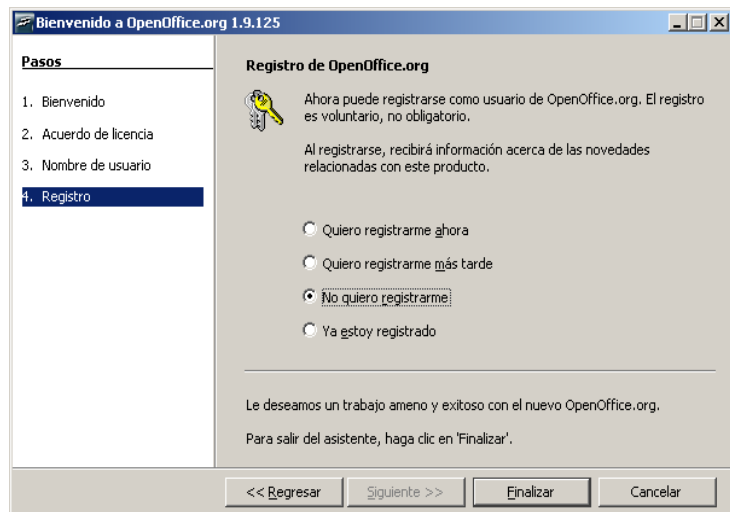 Bienvenido a OpenOffice.org 1.9.125
Pasos
1. Bienvenido
2. Acuerdo de licencia
3. Nombre de usuario
4. Registro
Registro de OpenOffice.org
Ahora puede registrarse como usuario de OpenOffice.org. El registro
es voluntario, no obligatorio.
Al registrarse, recibirá información acerca de las novedades
relacionadas con este producto.
Quiero registrarme ahora
Quiero registrarme más tarde
No quiero registrarme
Ya estoy registrado
Le deseamos un trabajo ameno y exitoso con el nuevo OpenOffice.org.
Para salir del asistente, haga clic en 'Finalizar'.
<< Regresar
Siguiente >>
Finalizar
Cancelar